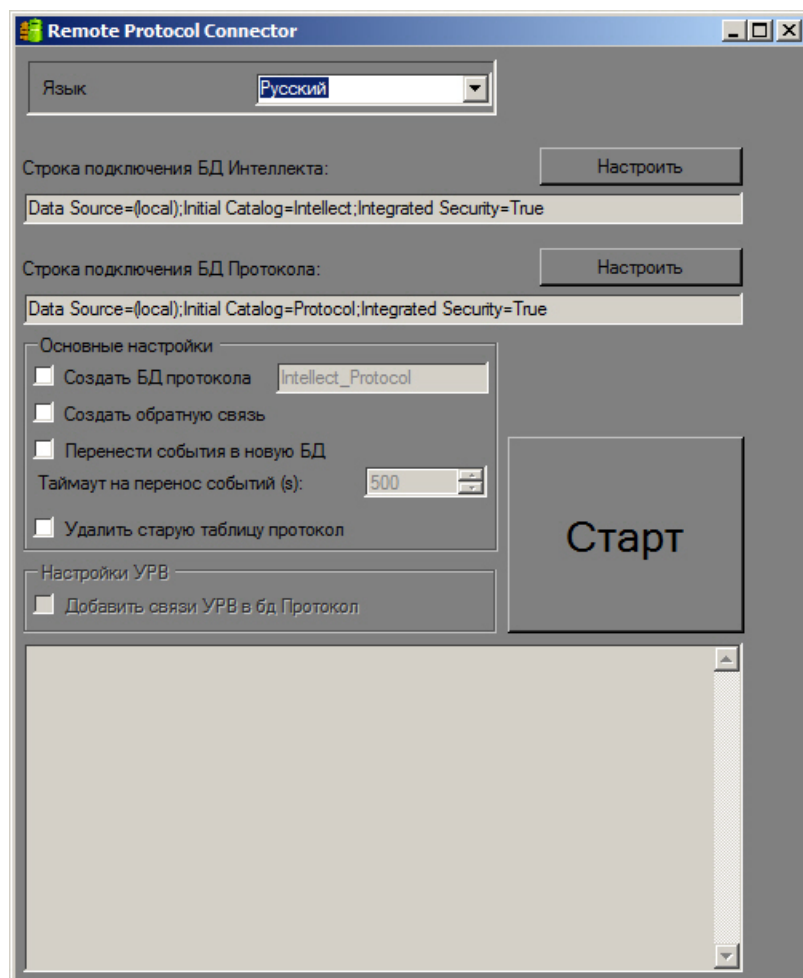 Remote Protocol Connector
Язык Русский
Строка подключения БД Интеллекта: Настроить
Data Source=(local);Initial Catalog=Intellect;Integrated Security=True
Строка подключения БД Протокола: Настроить
Data Source=(local);Initial Catalog=Protocol;Integrated Security=True
Основные настройки
Создать БД протокола Intellect_Protocol
Создать обратную связь
Перенести события в новую БД
Таймаут на перенос событий (s): 500
Удалить старую таблицу протокол
Старт
Настройки УРВ
Добавить связи УРВ в бд Протокол